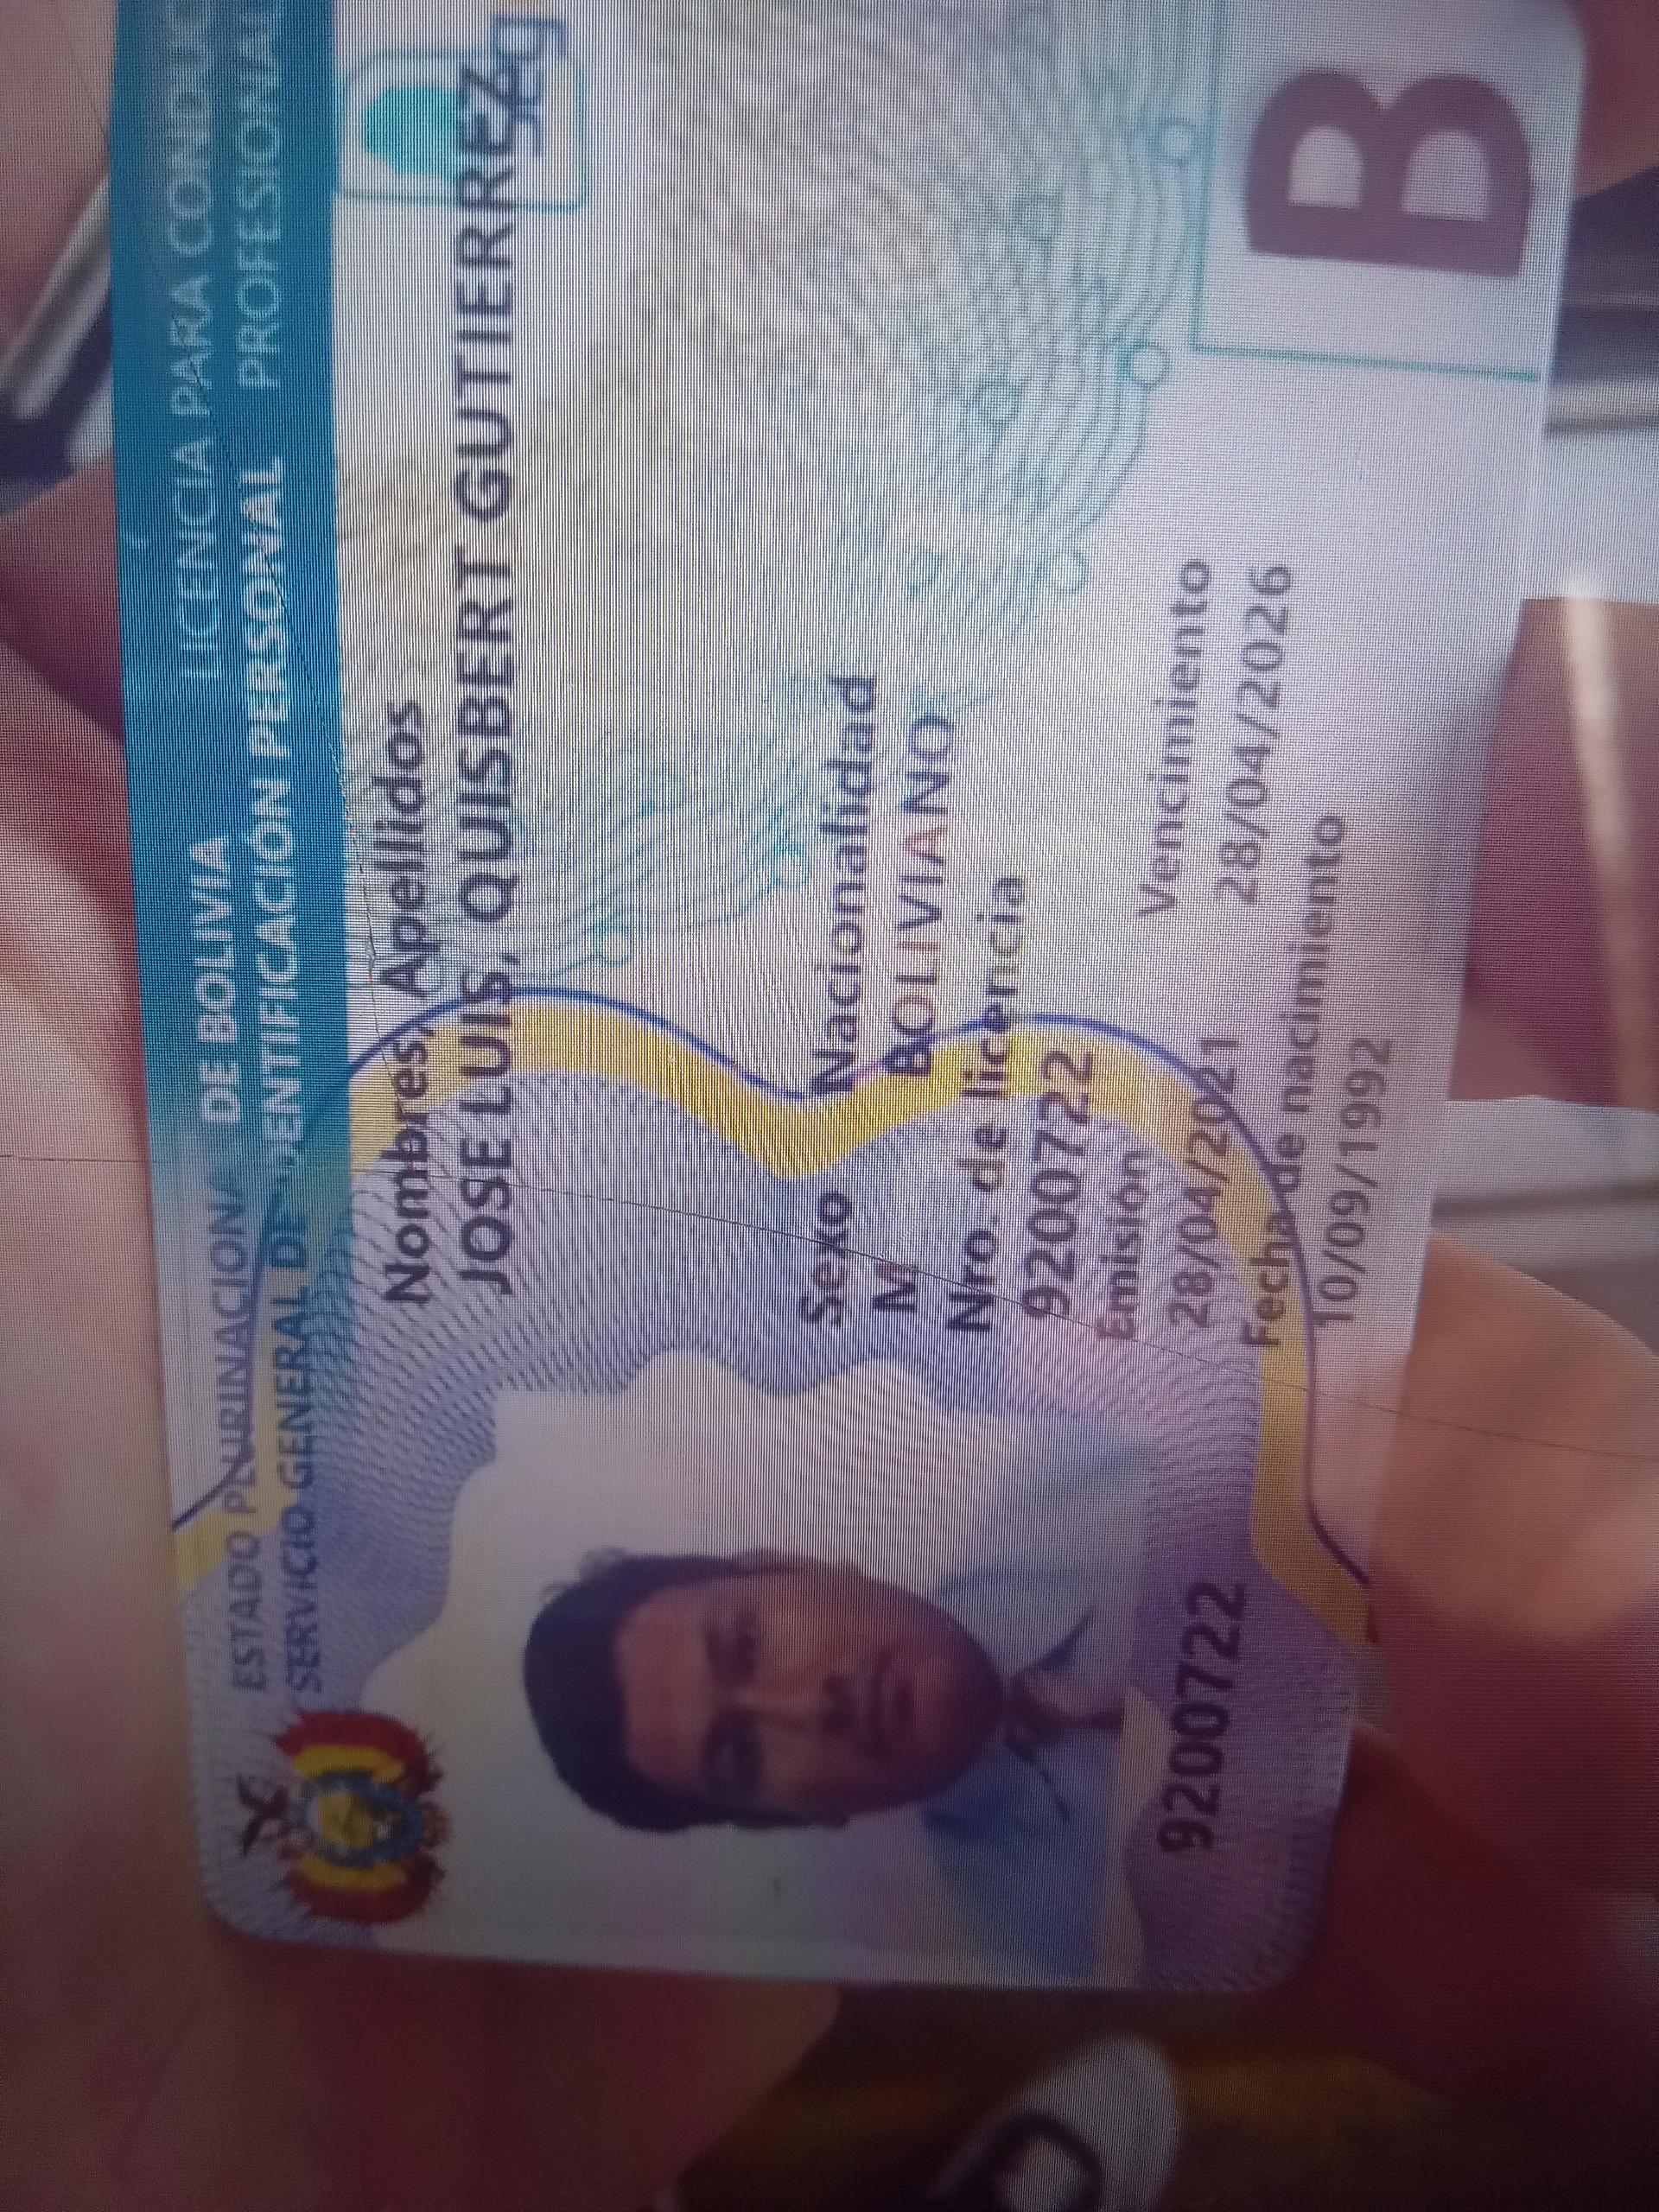 ESTADO PLURINACIONAL DE BOLIVIA
SERVICIO GENERAL DE IDENTIFICACIÓN PERSONAL
LICENCIA PARA CONDUC
PROFESIONAL
segip
Nombres, Apellidos
JOSE LUIS, QUISBERT GUTIERREZ
Sexo Nacionalidad
M BOLIVIANO
Nro. de licencia
9200722
Emisión Vencimiento
28/04/2021 28/04/2026
Fecha de nacimiento
10/09/1992
9200722
B